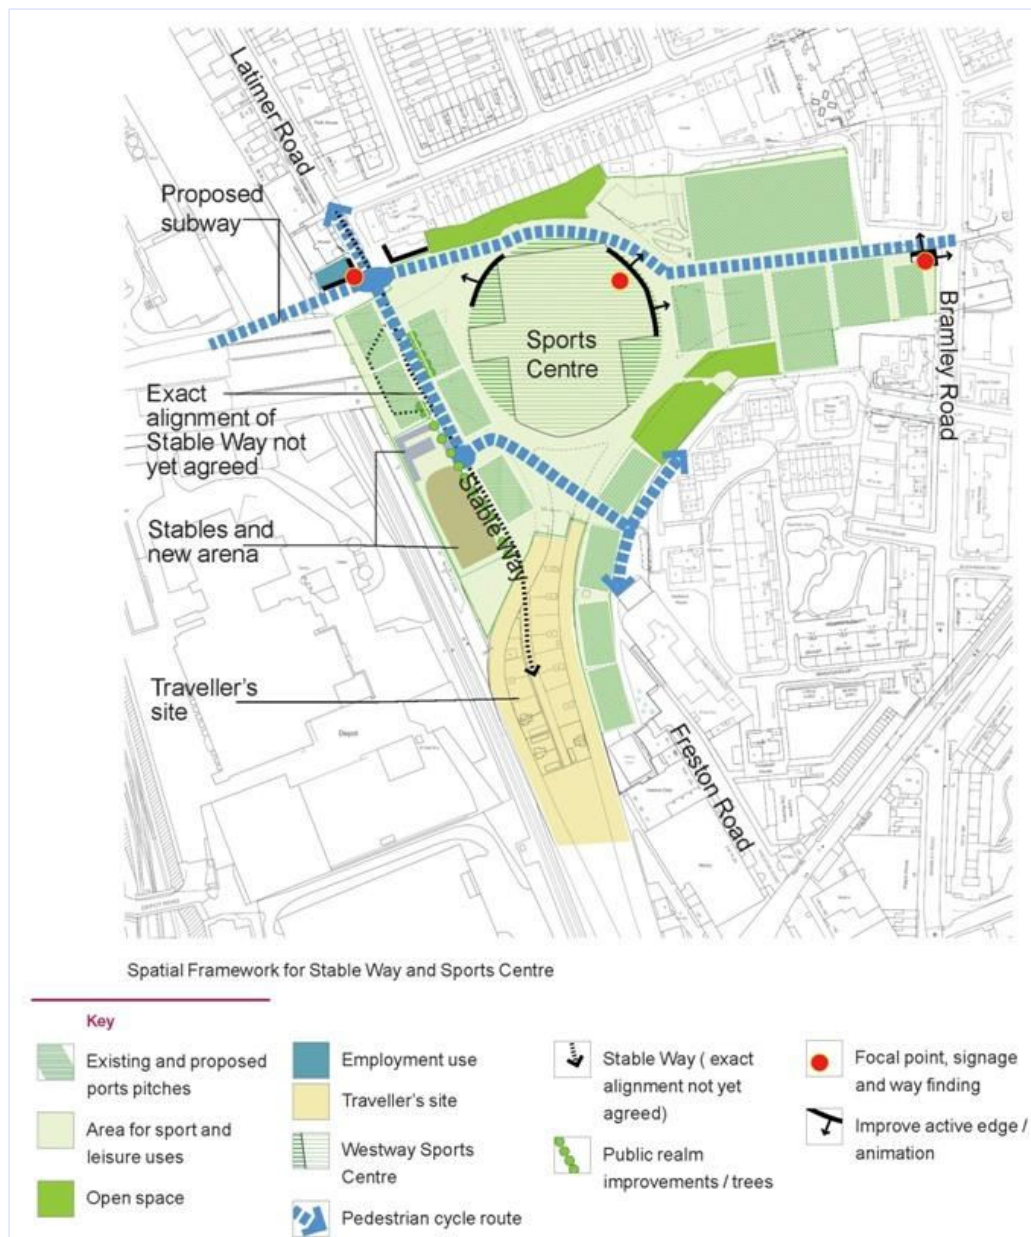 Latimer Road
Proposed
subway
Sports
Centre
Bramley Road
Exact
alignment of
Stable Way not
yet agreed
Stable Way
Stables and
new arena
Traveller's
site
Depot
Freston Road
DEPOT ROAD
Spatial Framework for Stable Way and Sports Centre
Key
Existing and proposed
ports pitches
Area for sport and
leisure uses
Open space
Employment use
Traveller's site
Westway Sports
Centre
Pedestrian cycle route
Stable Way ( exact
alignment not yet
agreed)
Public realm
improvements / trees
Focal point, signage
and way finding
Improve active edge /
animation